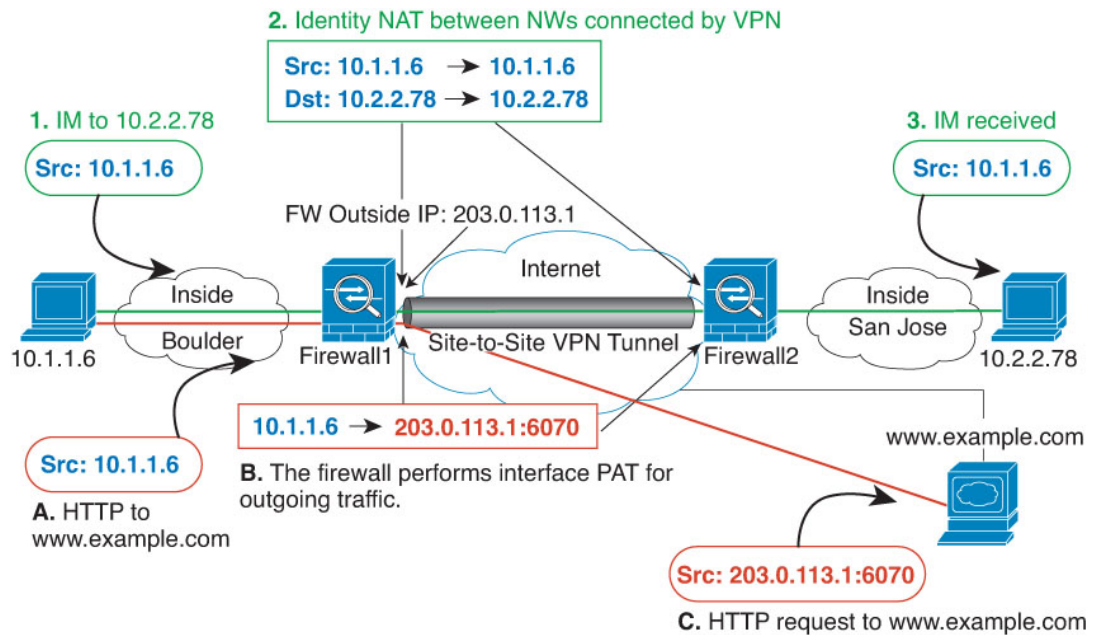 2. Identity NAT between NWs connected by VPN
Src: 10.1.1.6 → 10.1.1.6
Dst: 10.2.2.78 → 10.2.2.78
1. IM to 10.2.2.78
Src: 10.1.1.6
3. IM received
Src: 10.1.1.6
FW Outside IP: 203.0.113.1
Internet
Inside
Boulder
Inside
San Jose
10.1.1.6
Firewall1
Site-to-Site VPN Tunnel
Firewall2
10.2.2.78
10.1.1.6 → 203.0.113.1:6070
B. The firewall performs interface PAT for
outgoing traffic.
Src: 10.1.1.6
A. HTTP to
www.example.com
www.example.com
Src: 203.0.113.1:6070
C. HTTP request to www.example.com